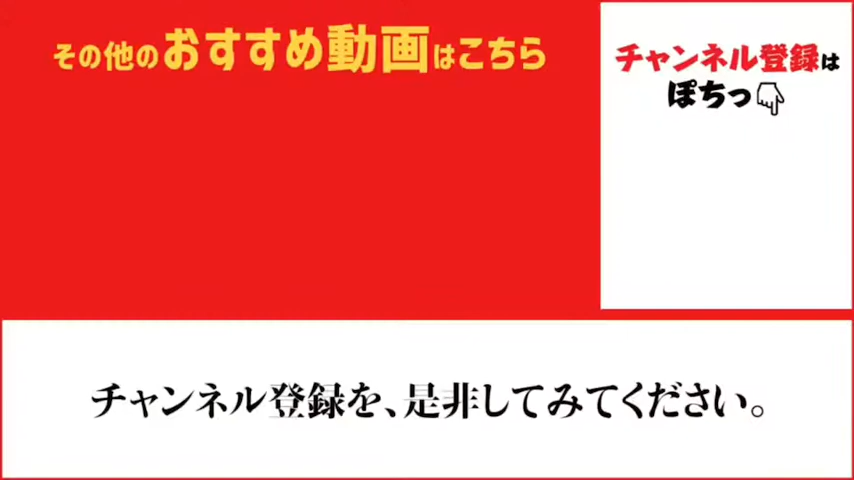 その他のおすすめ動画はこちら
チャンネル登録は
ぽちっ
チャンネル登録を、是非してみてください。